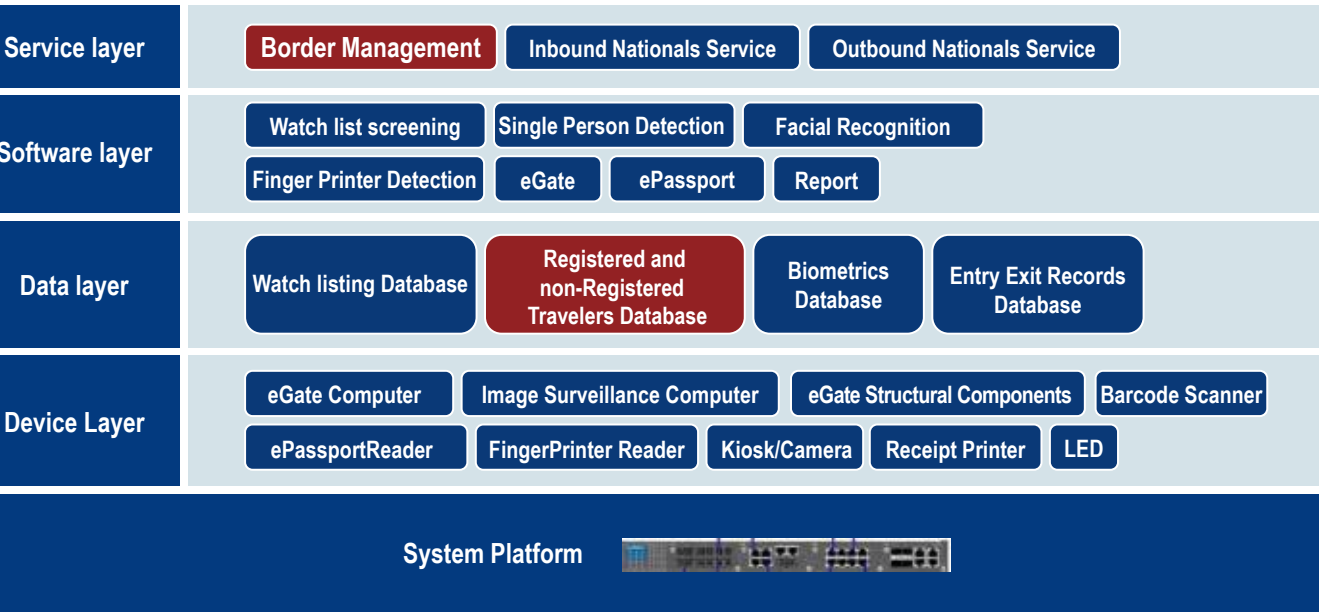 Service layer
Border Management
Inbound Nationals Service
Outbound Nationals Service
Software layer
Watch list screening
Single Person Detection
Facial Recognition
Finger Printer Detection
eGate
ePassport
Report
Data layer
Watch listing Database
Registered and
non-Registered
Travelers Database
Biometrics
Database
Entry Exit Records
Database
Device Layer
eGate Computer
Image Surveillance Computer
eGate Structural Components
Barcode Scanner
ePassportReader
FingerPrinter Reader
Kiosk/Camera
Receipt Printer
LED
System Platform